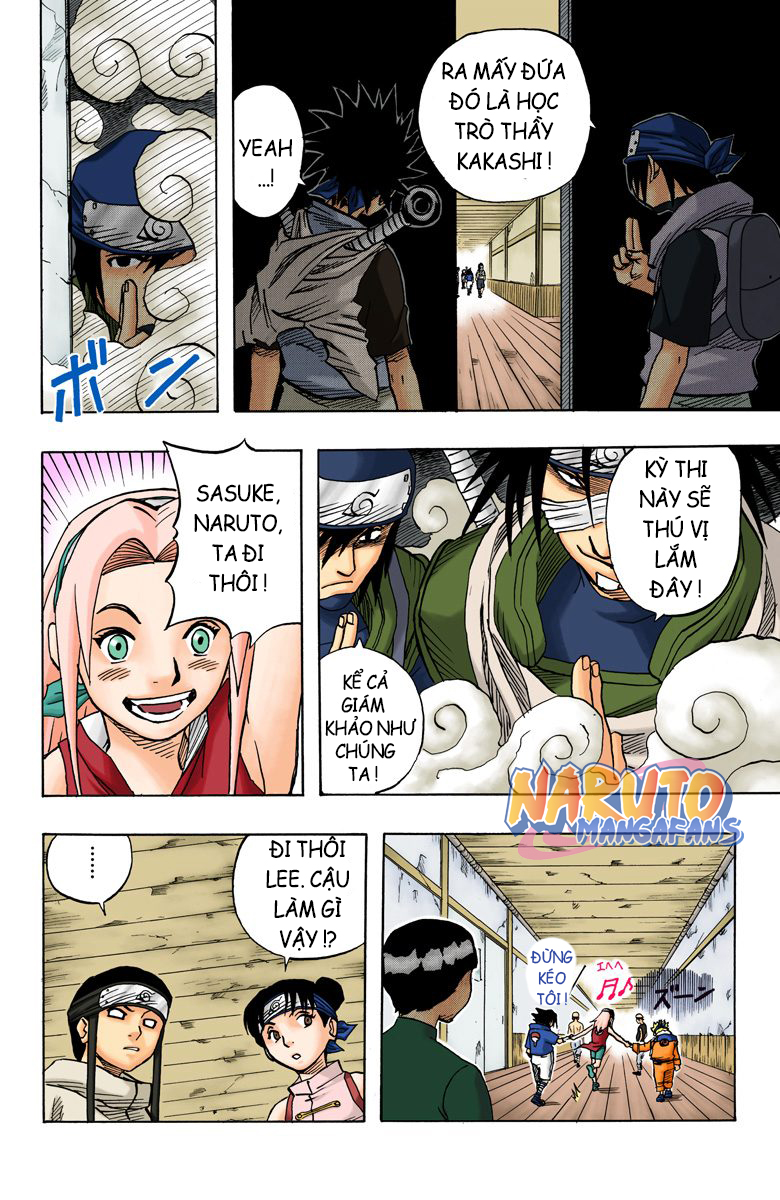 RA MẤY ĐỨA
ĐÓ LÀ HỌC
TRÒ THẦY
KAKASHI !
YEAH
...!
ボン
KỲ THI
NÀY SẼ
THÚ VỊ
LẮM
ĐÂY !
KỂ CẢ
GIÁM
KHẢO NHƯ
CHÚNG
TA !
SASUKE,
NARUTO,
TA ĐI
THÔI !
NARUTO
MANGAFANS
ĐỪNG
KÉO
TÔI !
ズーン
ĐI THÔI
LEE. CẬU
LÀM GÌ
VẬY !?
......